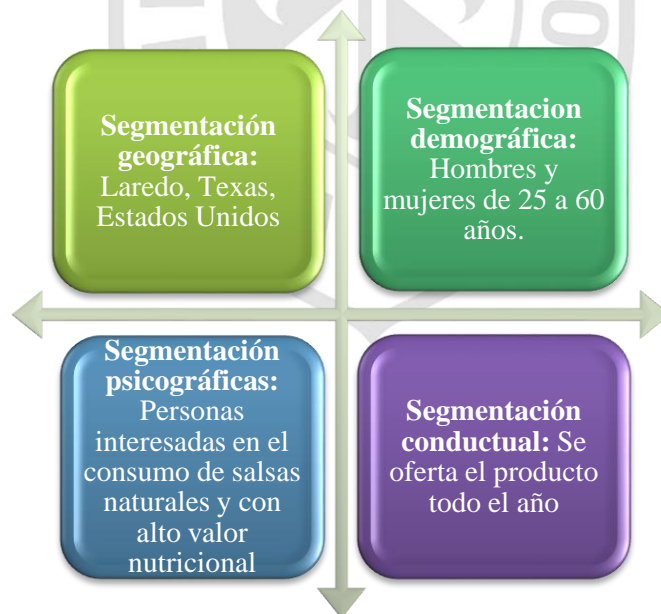 Segmentación
geográfica:
Laredo, Texas,
Estados Unidos
Segmentacion
demográfica:
Hombres y
mujeres de 25 a 60
años.
Segmentación
psicográficas:
Personas
interesadas en el
consumo de salsas
naturales y con
alto valor
nutricional
Segmentación
conductual: Se
oferta el producto
todo el año